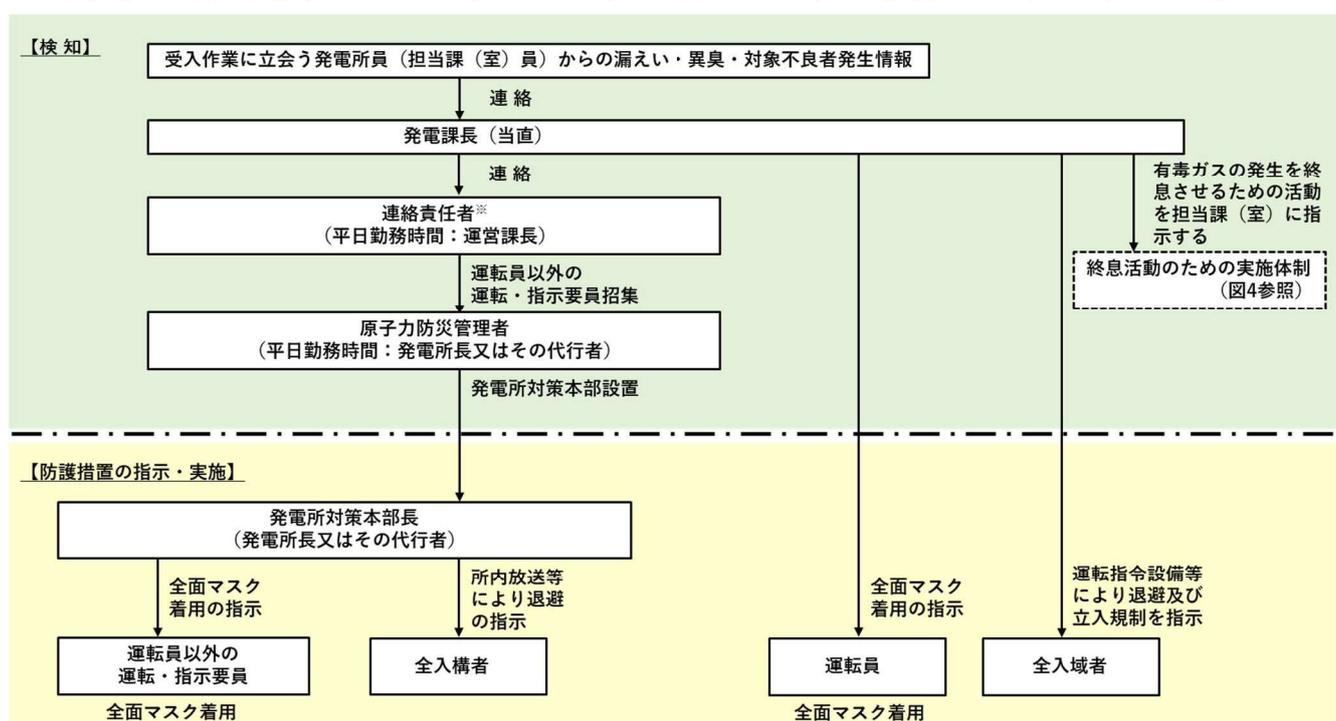 【検 知】
受入作業に立会う発電所員（担当課（室）員）からの漏えい・異臭・対象不良者発生情報
連 絡
発電課長（当直）
連 絡
有毒ガスの発生を終
息させるための活動
を担当課（室）に指
示する
連絡責任者※
（平日勤務時間：運営課長）
終息活動のための実施体制
（図4参照）
運転員以外の
運転・指示要員招集
原子力防災管理者
（平日勤務時間：発電所長又はその代行者）
発電所対策本部設置
【防護措置の指示・実施】
発電所対策本部長
（発電所長又はその代行者）
全面マスク
着用の指示
所内放送等
により退避
の指示
全面マスク
着用の指示
運転指令設備等
により退避及び
立入規制を指示
運転員以外の
運転・指示要員
全入構者
運転員
全入域者
全面マスク着用
全面マスク着用